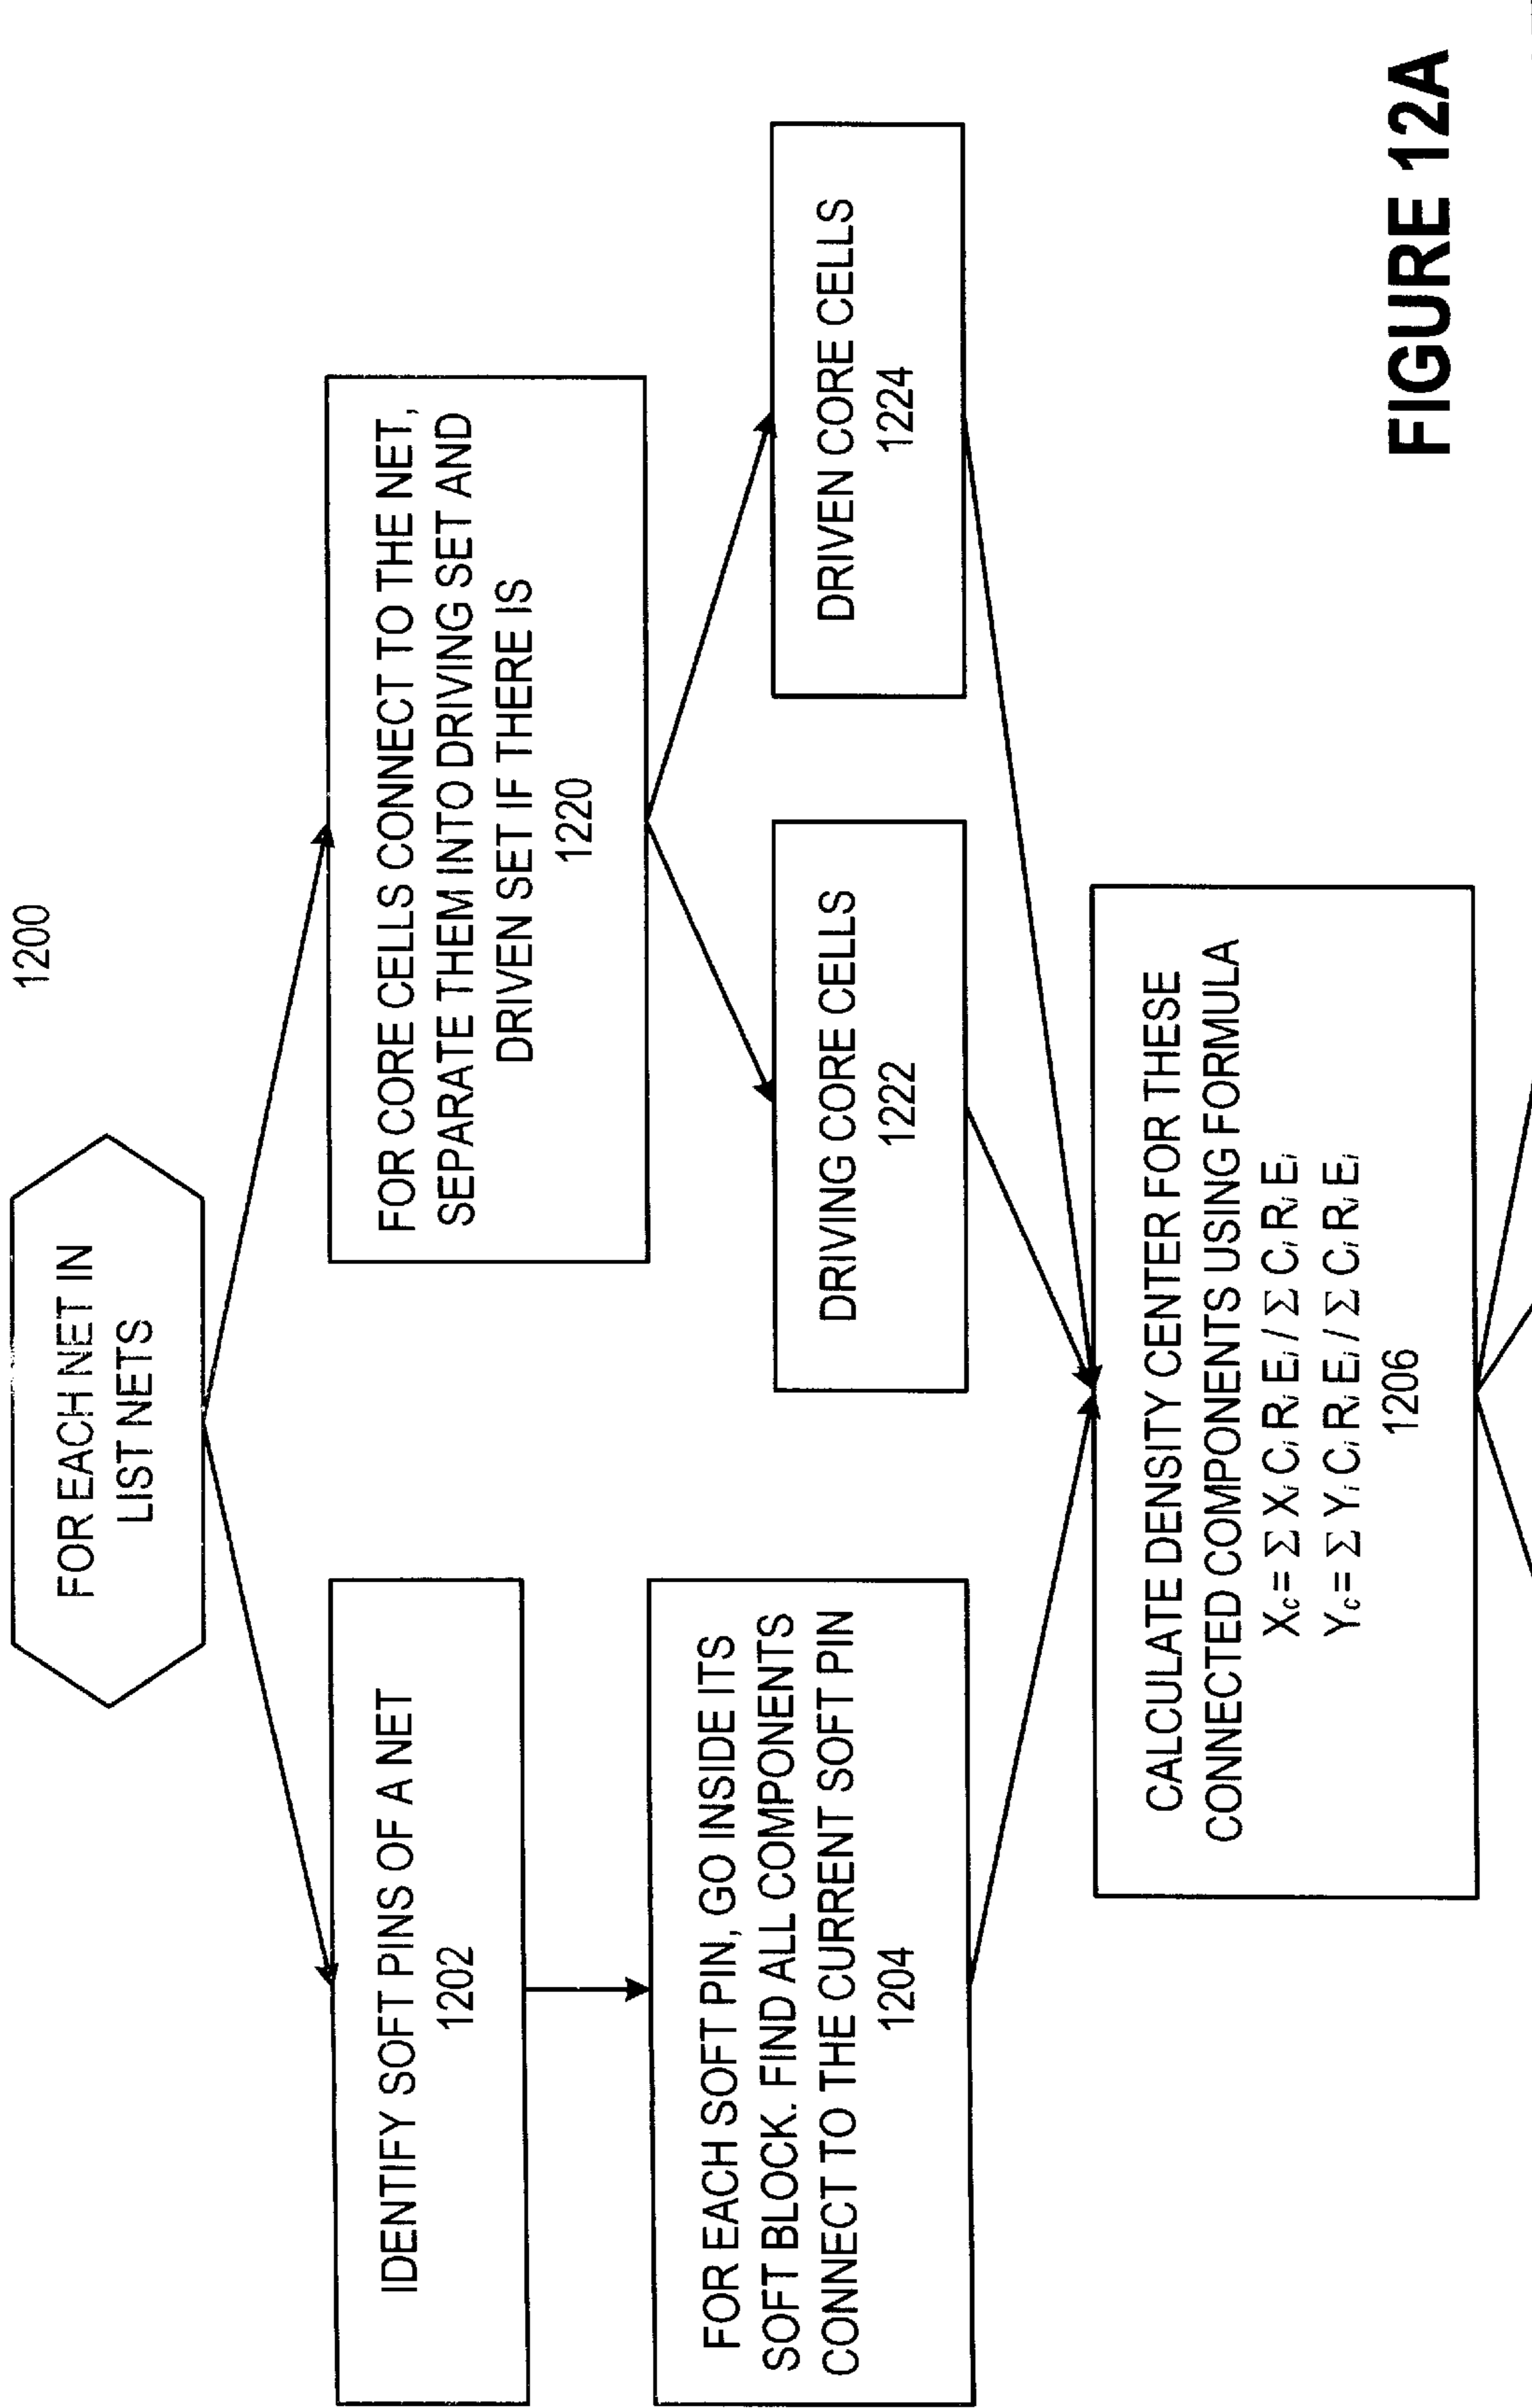 1200
FOR EACH NET IN
LIST NETS
IDENTIFY SOFT PINS OF A NET
1202
FOR CORE CELLS CONNECT TO THE NET,
SEPARATE THEM INTO DRIVING SET AND
DRIVEN SET IF THERE IS
1220
FOR EACH SOFT PIN, GO INSIDE ITS
SOFT BLOCK. FIND ALL COMPONENTS
CONNECT TO THE CURRENT SOFT PIN
1204
DRIVING CORE CELLS
1222
DRIVEN CORE CELLS
1224
CALCULATE DENSITY CENTER FOR THESE
CONNECTED COMPONENTS USING FORMULA
Xc= Σ Xi Ci Ri Ei / Σ Ci Ri Ei
Yc= Σ Yi Ci Ri Ei / Σ Ci Ri Ei
1206
FIGURE 12A